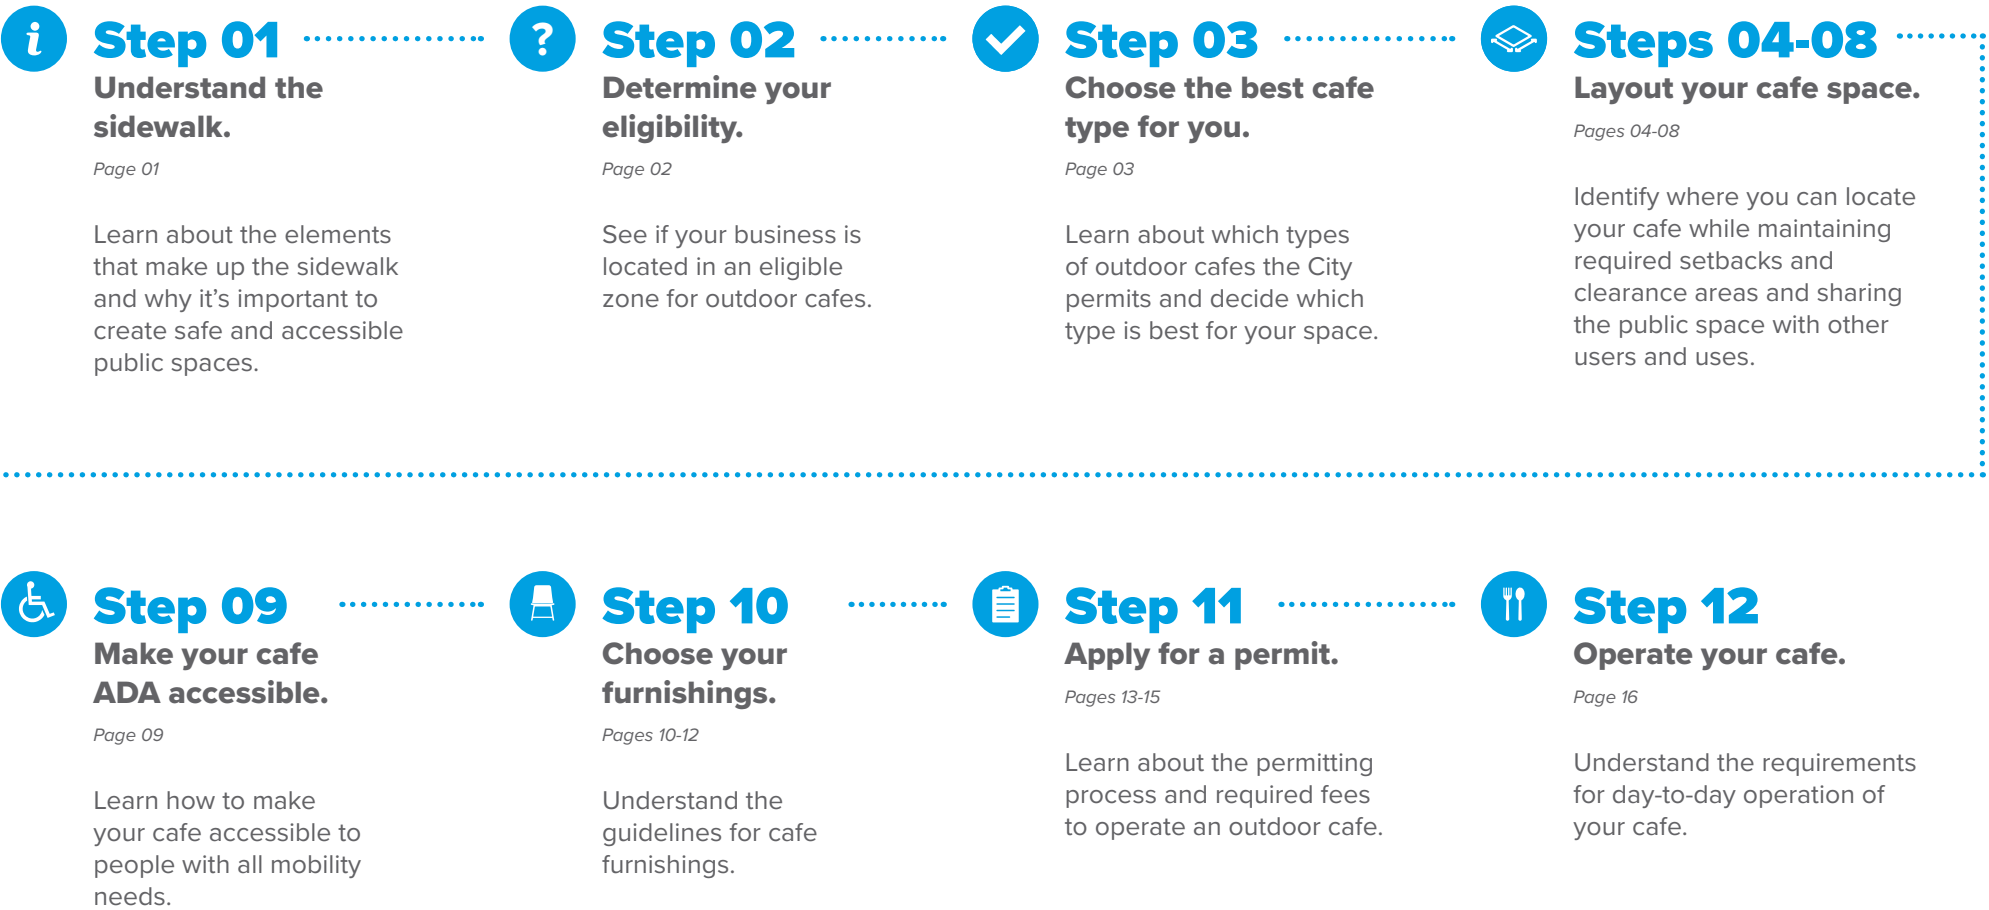 Step 01
Understand the
sidewalk.
Page 01
Learn about the elements
that make up the sidewalk
and why it’s important to
create safe and accessible
public spaces.
Step 02
Determine your
eligibility.
Page 02
See if your business is
located in an eligible
zone for outdoor cafes.
Step 03
Choose the best cafe
type for you.
Page 03
Learn about which types
of outdoor cafes the City
permits and decide which
type is best for your space.
Steps 04-08
Layout your cafe space.
Pages 04-08
Identify where you can locate
your cafe while maintaining
required setbacks and
clearance areas and sharing
the public space with other
users and uses.
Step 09
Make your cafe
ADA accessible.
Page 09
Learn how to make
your cafe accessible to
people with all mobility
needs.
Step 10
Choose your
furnishings.
Pages 10-12
Understand the
guidelines for cafe
furnishings.
Step 11
Apply for a permit.
Pages 13-15
Learn about the permitting
process and required fees
to operate an outdoor cafe.
Step 12
Operate your cafe.
Page 16
Understand the requirements
for day-to-day operation of
your cafe.